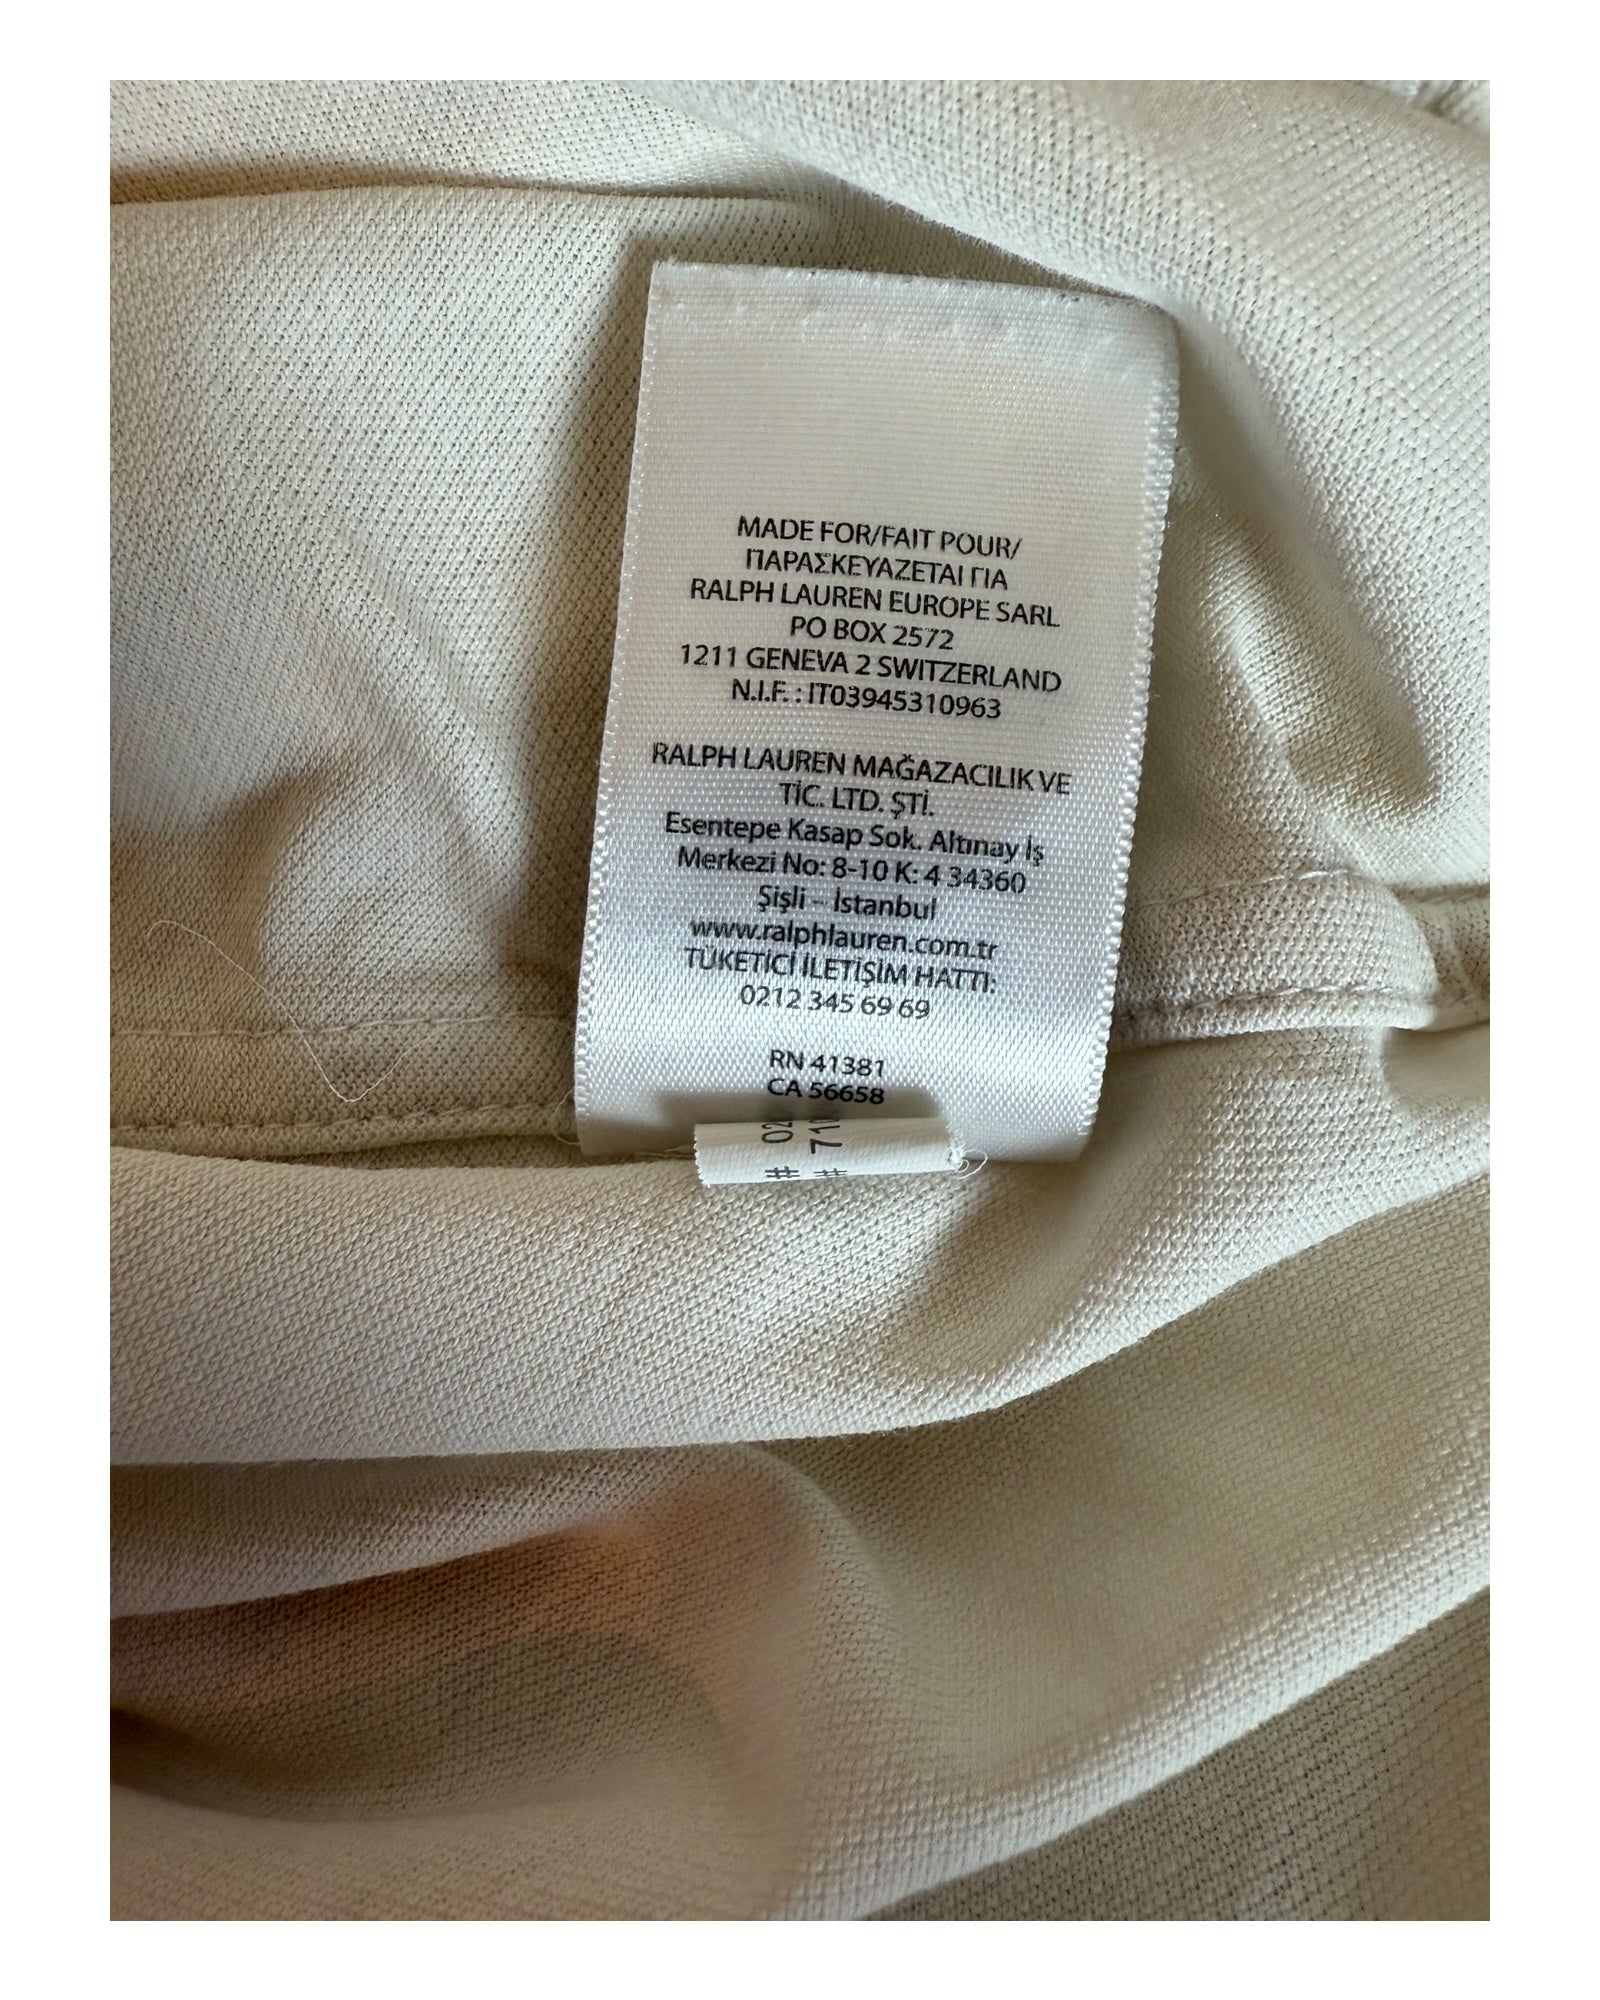 MADE FOR/FAIT POUR/
ΠΑΡΑΣΚΕΥΑΖΕΤΑΙ ΓΙΑ
RALPH LAUREN EUROPE SARL
PO BOX 2572
1211 GENEVA 2 SWITZERLAND
N.I.F. : IT03945310963
RALPH LAUREN MAĞAZACILIK VE
TİC. LTD. ŞTİ.
Esentepe Kasap Sok. Altınay İş
Merkezi No: 8-10 K: 4 34360
Şişli - İstanbul
www.ralphlauren.com.tr
TÜKETİCİ İLETİŞİM HATTI:
0212 345 69 69
RN 41381
CA 56658